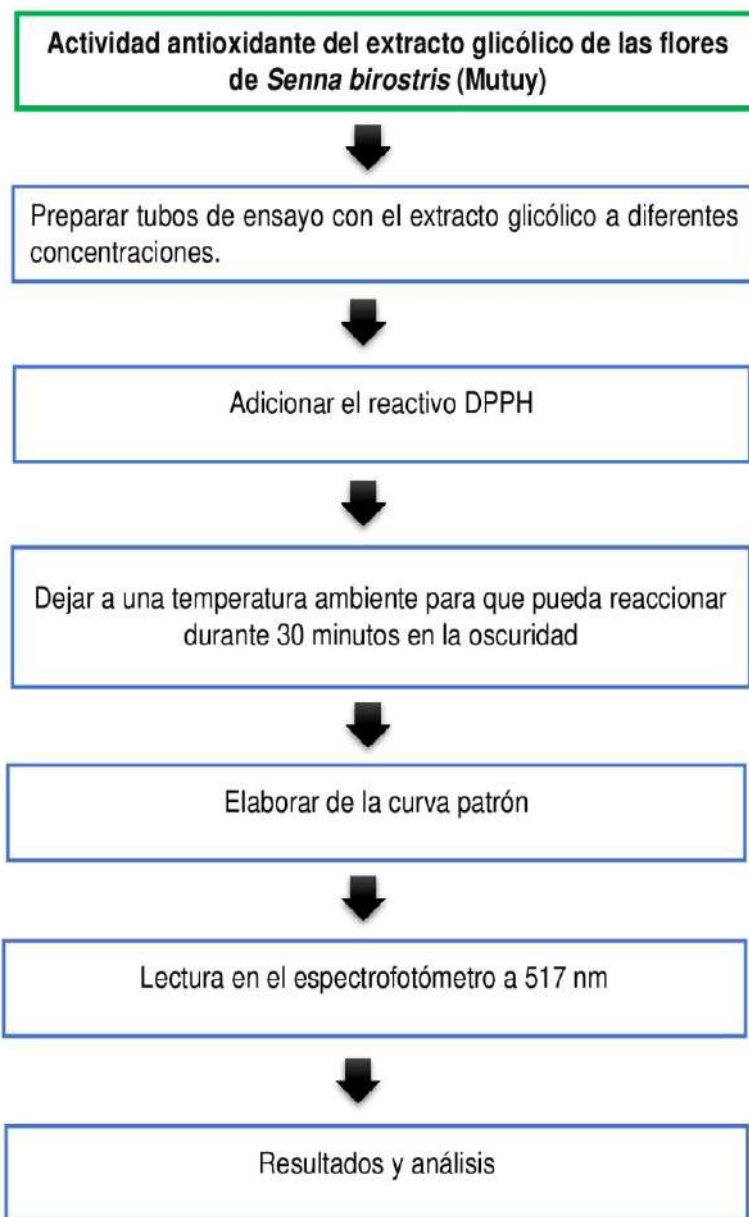 Actividad antioxidante del extracto glicólico de las flores
de Senna birostris (Mutuy)
Preparar tubos de ensayo con el extracto glicólico a diferentes
concentraciones.
Adicionar el reactivo DPPH
Dejar a una temperatura ambiente para que pueda reaccionar
durante 30 minutos en la oscuridad
Elaborar de la curva patrón
Lectura en el espectrofotómetro a 517 nm
Resultados y análisis